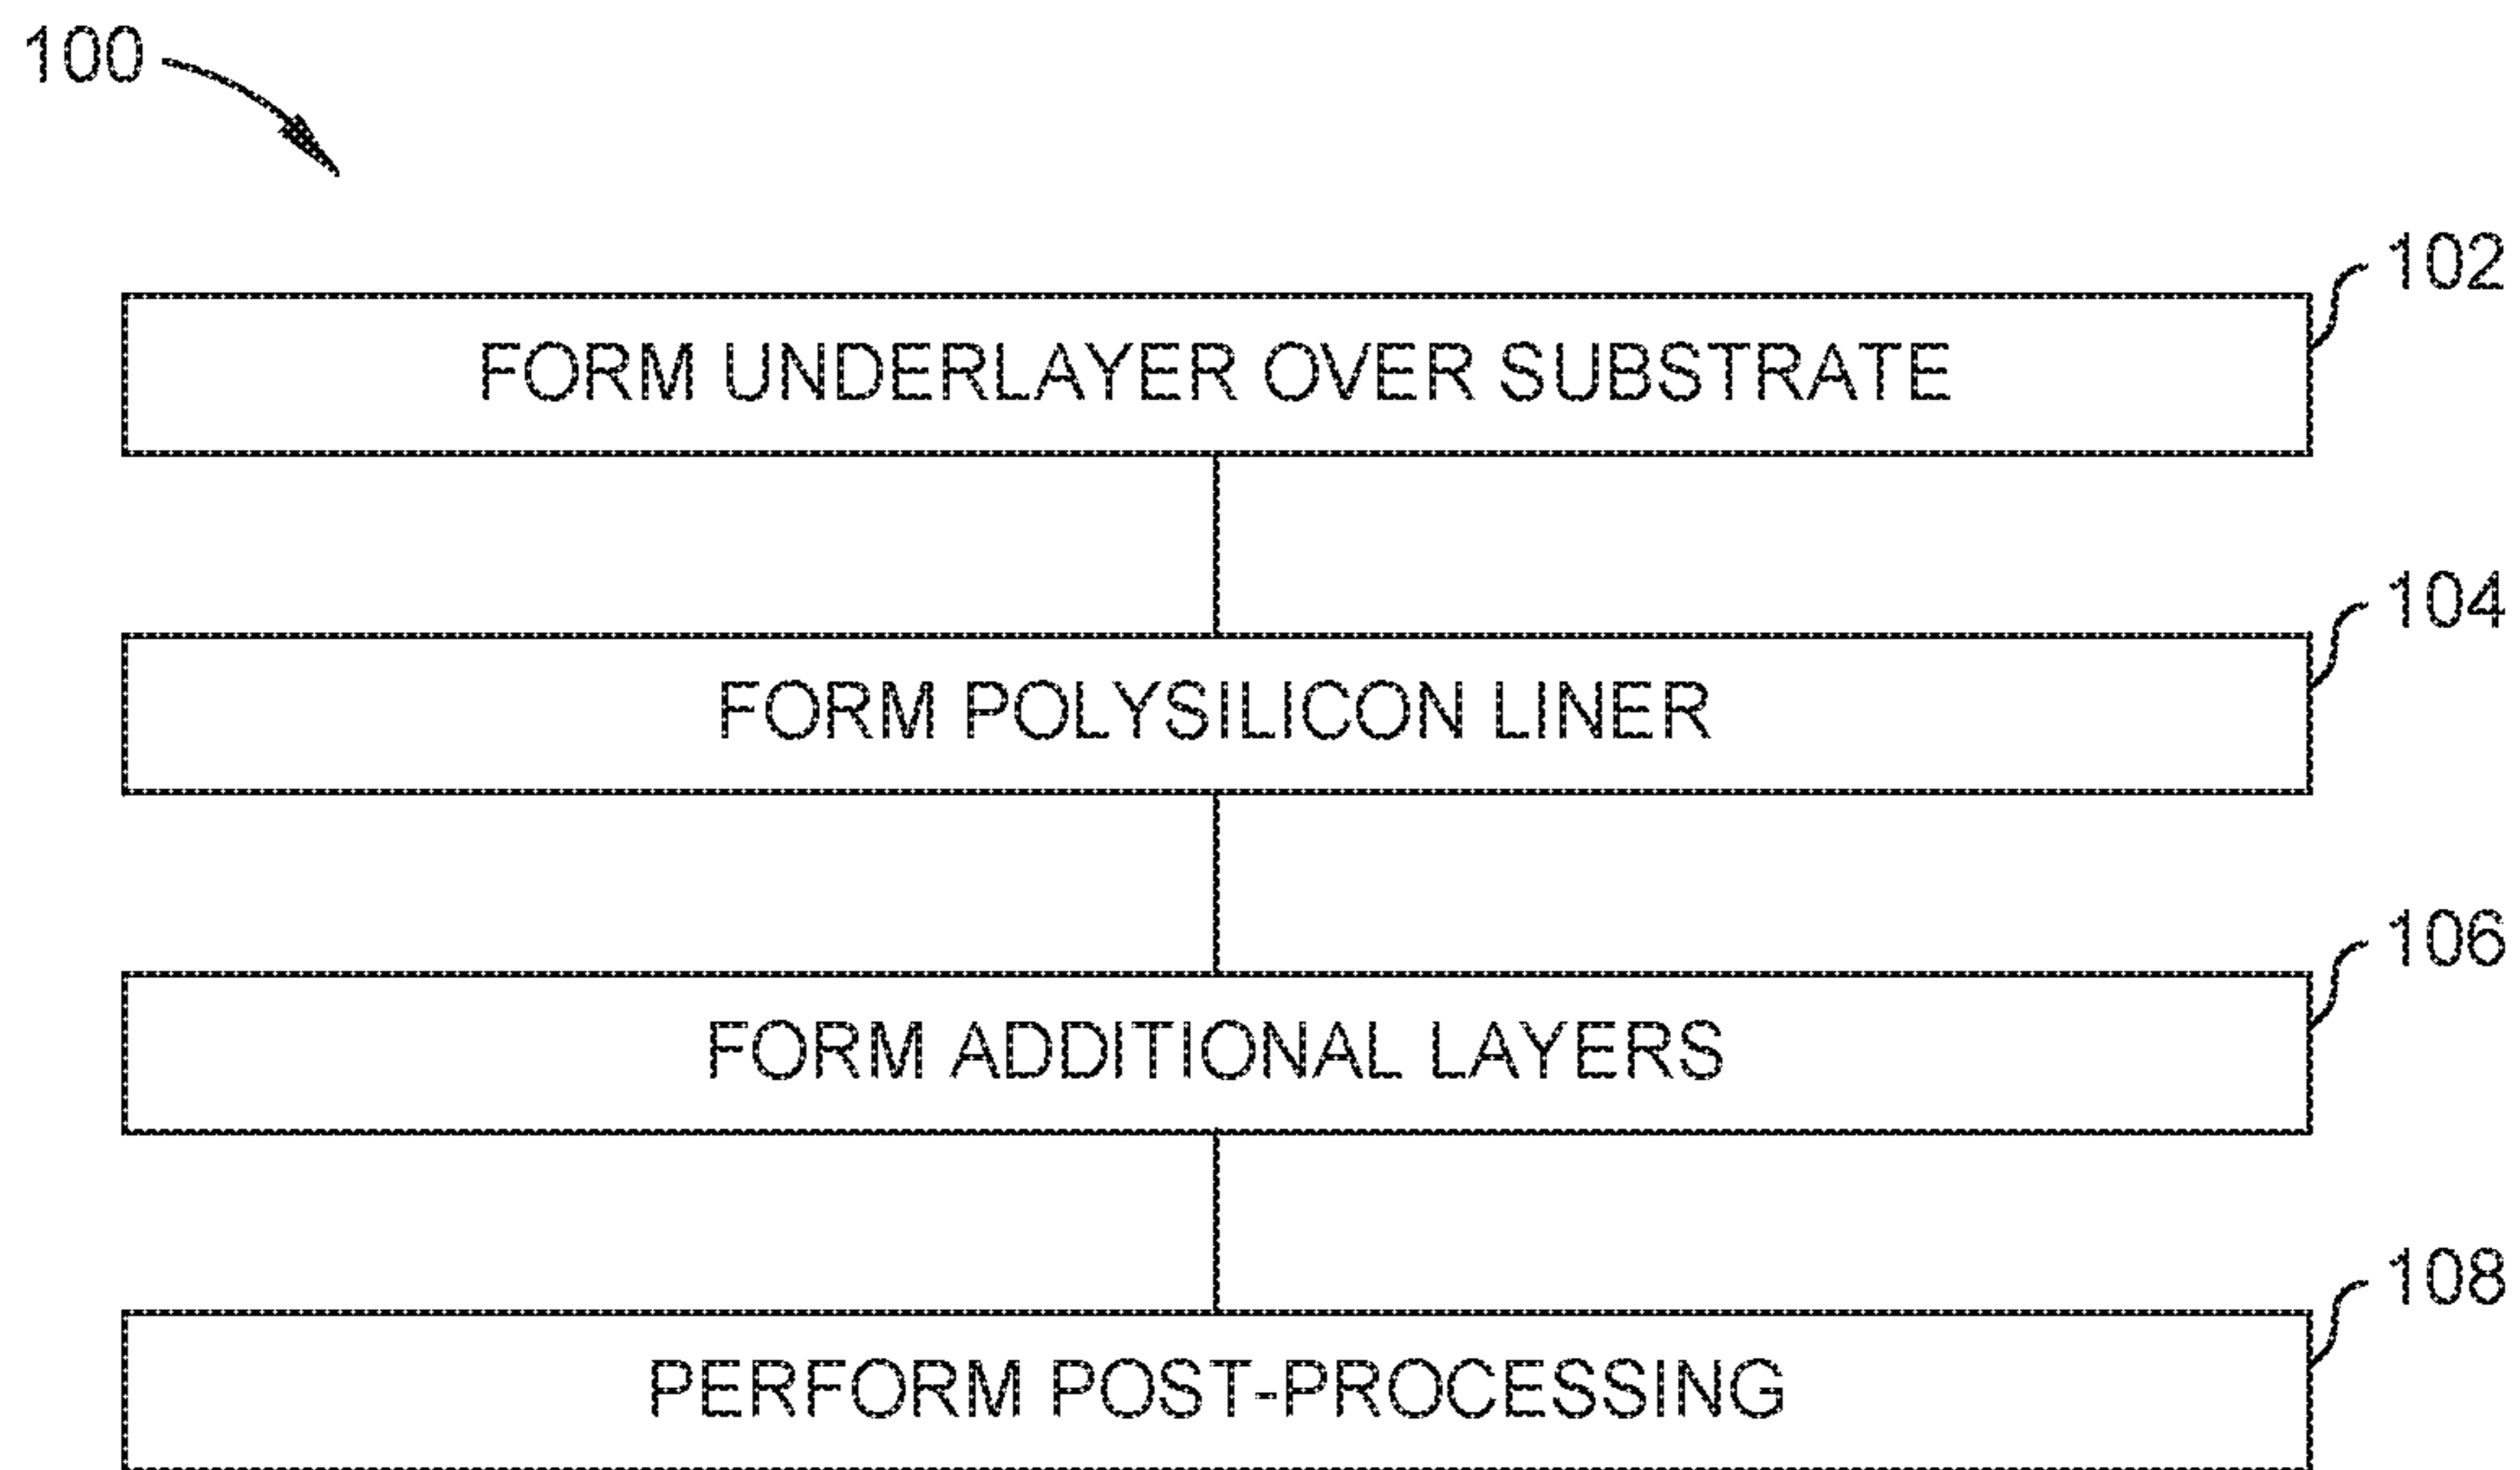 100
102
FORM UNDERLAYER OVER SUBSTRATE
104
FORM POLYSILICON LINER
106
FORM ADDITIONAL LAYERS
108
PERFORM POST-PROCESSING